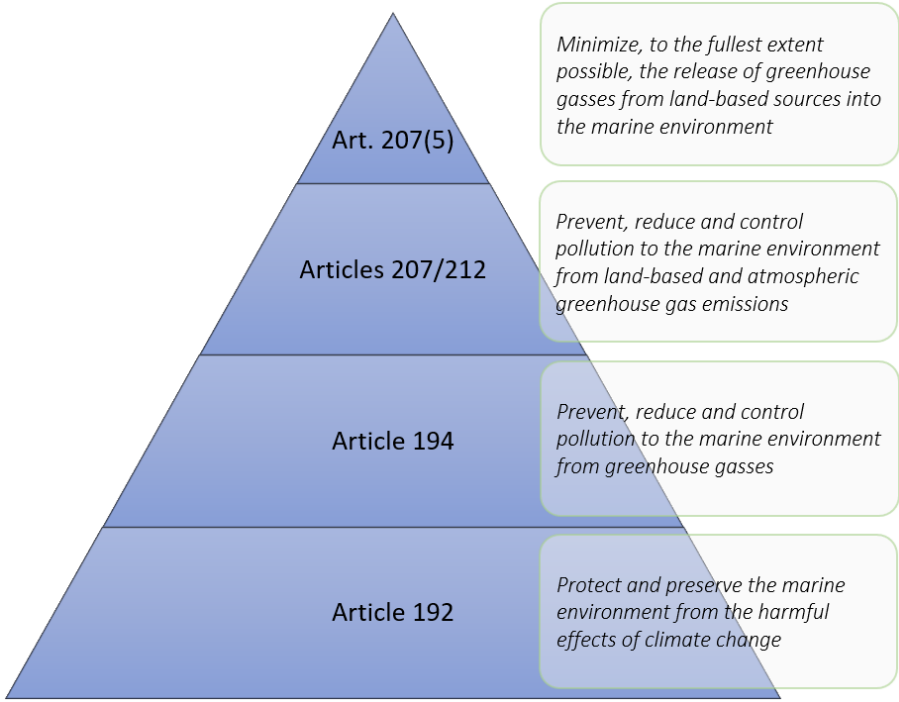 Art. 207(5)
Minimize, to the fullest extent
possible, the release of greenhouse
gasses from land-based sources into
the marine environment
Articles 207/212
Prevent, reduce and control
pollution to the marine environment
from land-based and atmospheric
greenhouse gas emissions
Article 194
Prevent, reduce and control
pollution to the marine environment
from greenhouse gasses
Article 192
Protect and preserve the marine
environment from the harmful
effects of climate change